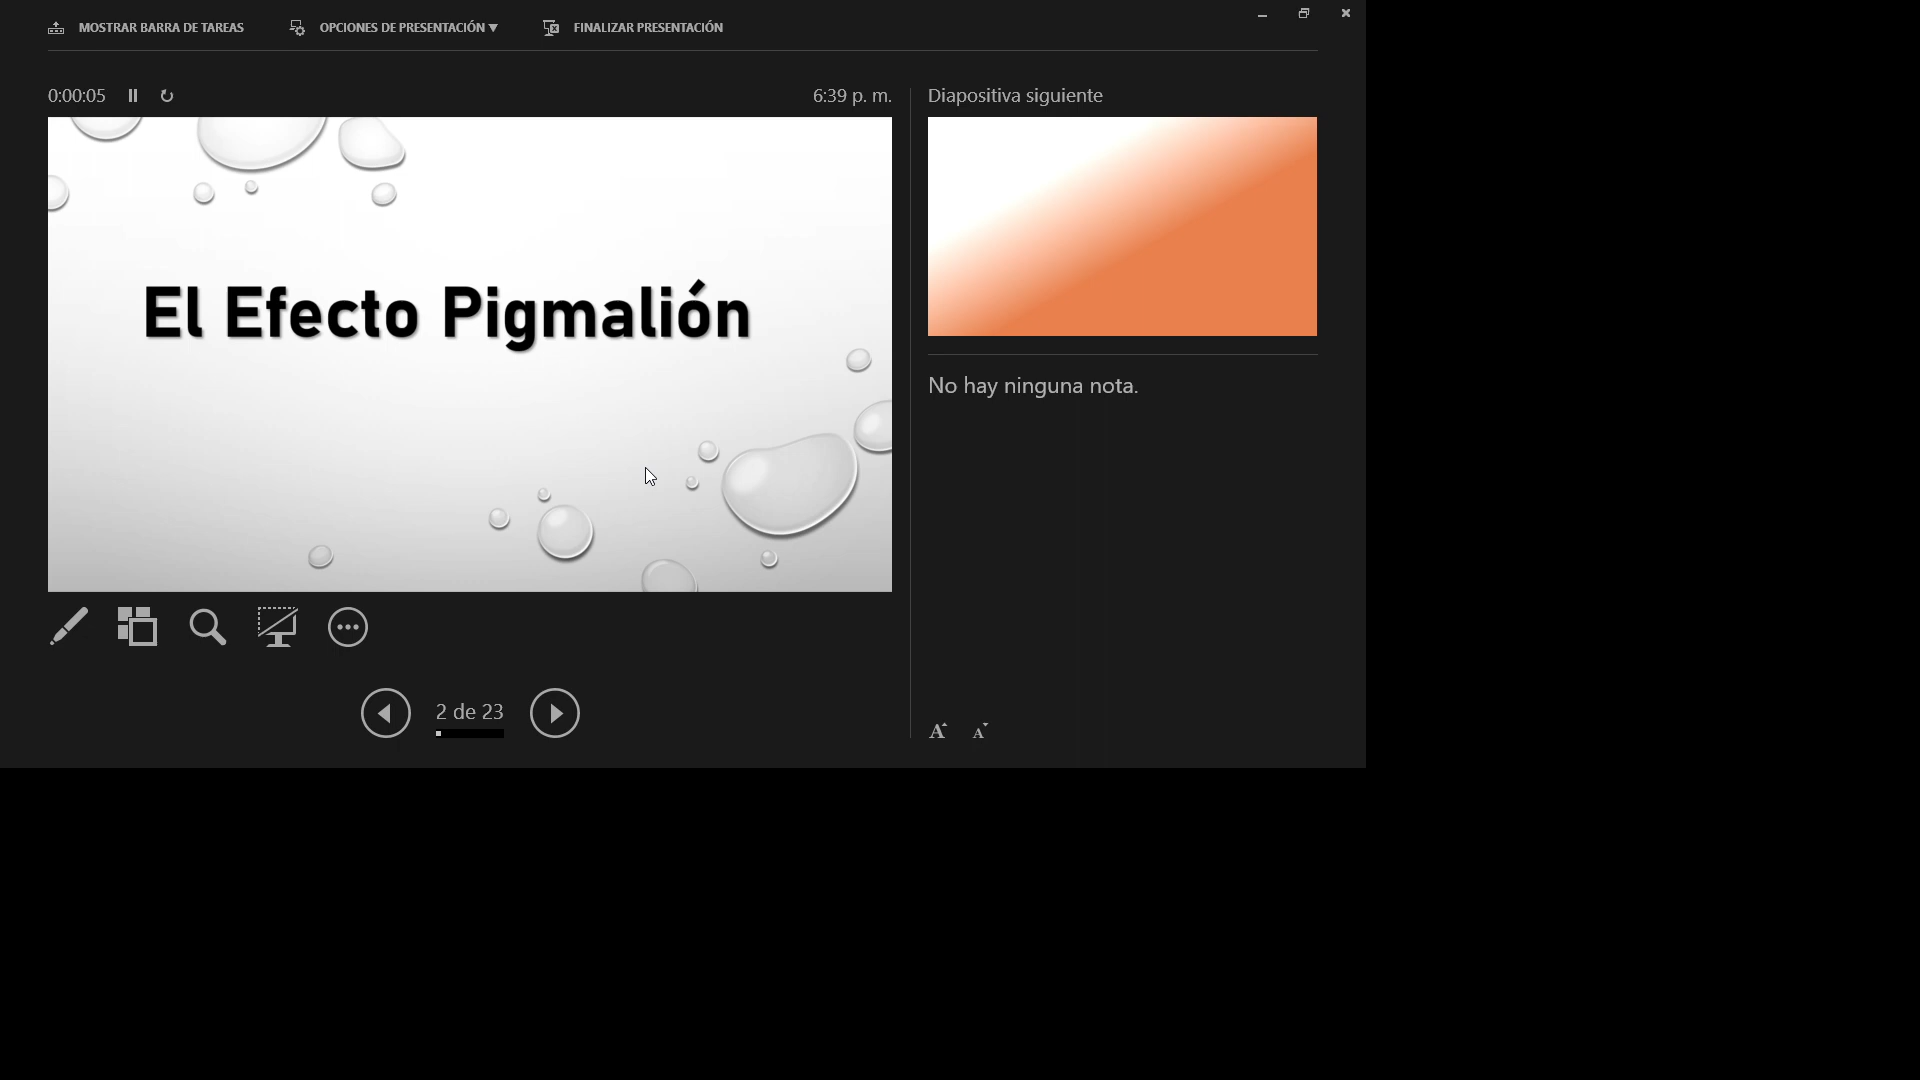 MOSTRAR BARRA DE TAREAS
OPCIONES DE PRESENTACIÓN
FINALIZAR PRESENTACIÓN
0:00:05
6:39 p. m.
Diapositiva siguiente
El Efecto Pigmalión
No hay ninguna nota.
2 de 23
A A